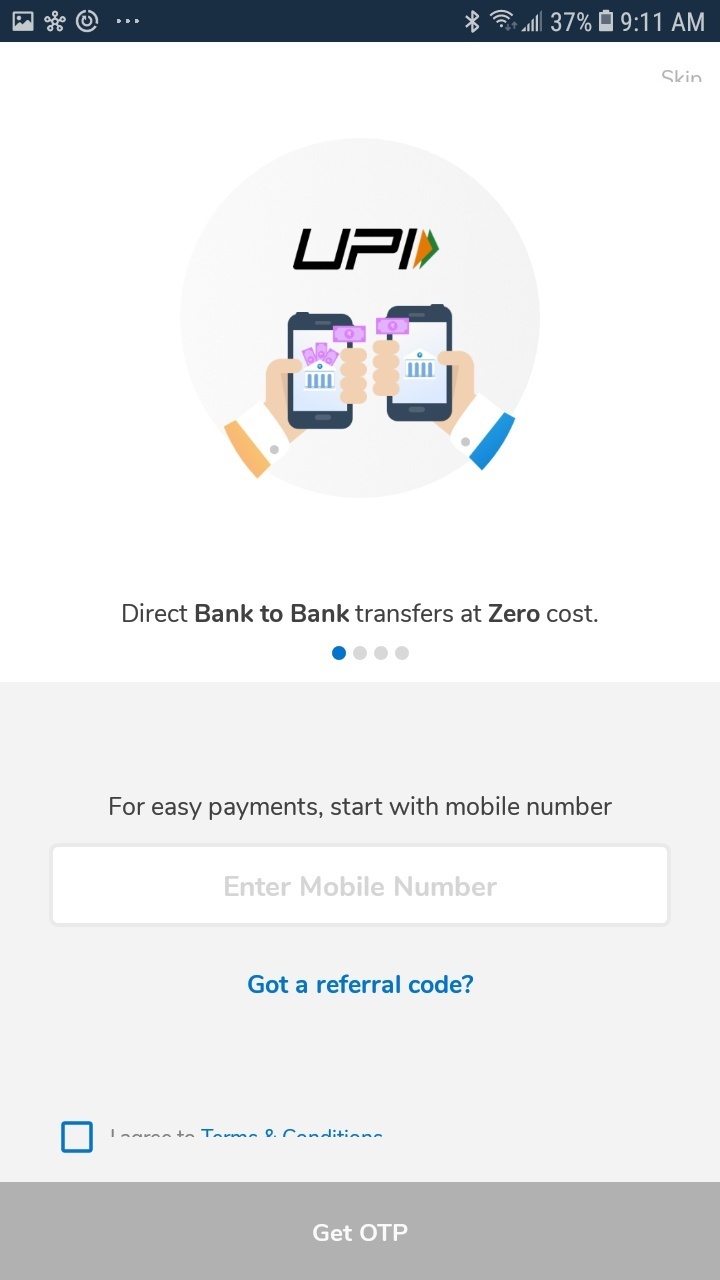 37% 9:11 AM
Skip
UPI
Direct Bank to Bank transfers at Zero cost.
For easy payments, start with mobile number
Enter Mobile Number
Got a referral code?
I agree to Terms & Conditions
Get OTP